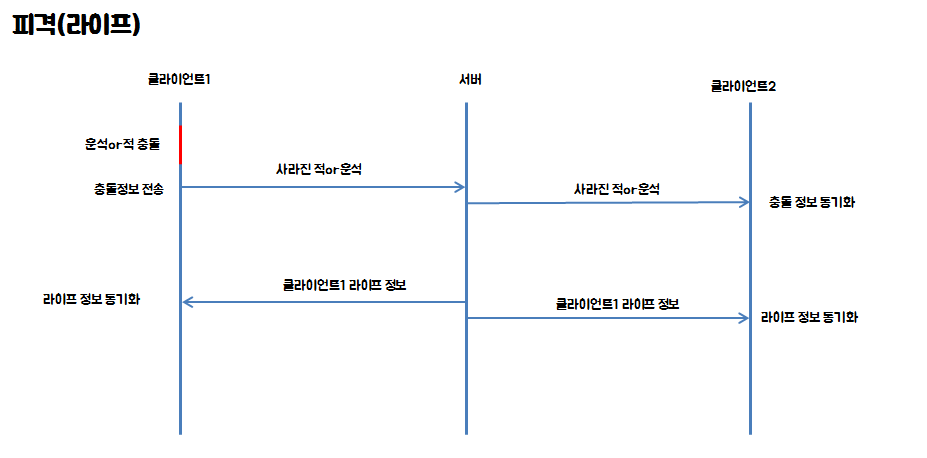 피격(라이프)
클라이언트1
서버
클라이언트2
운석or적 충돌
사라진 적or운석
충돌정보 전송
사라진 적or운석
충돌 정보 동기화
클라이언트1 라이프 정보
라이프 정보 동기화
클라이언트1 라이프 정보
라이프 정보 동기화